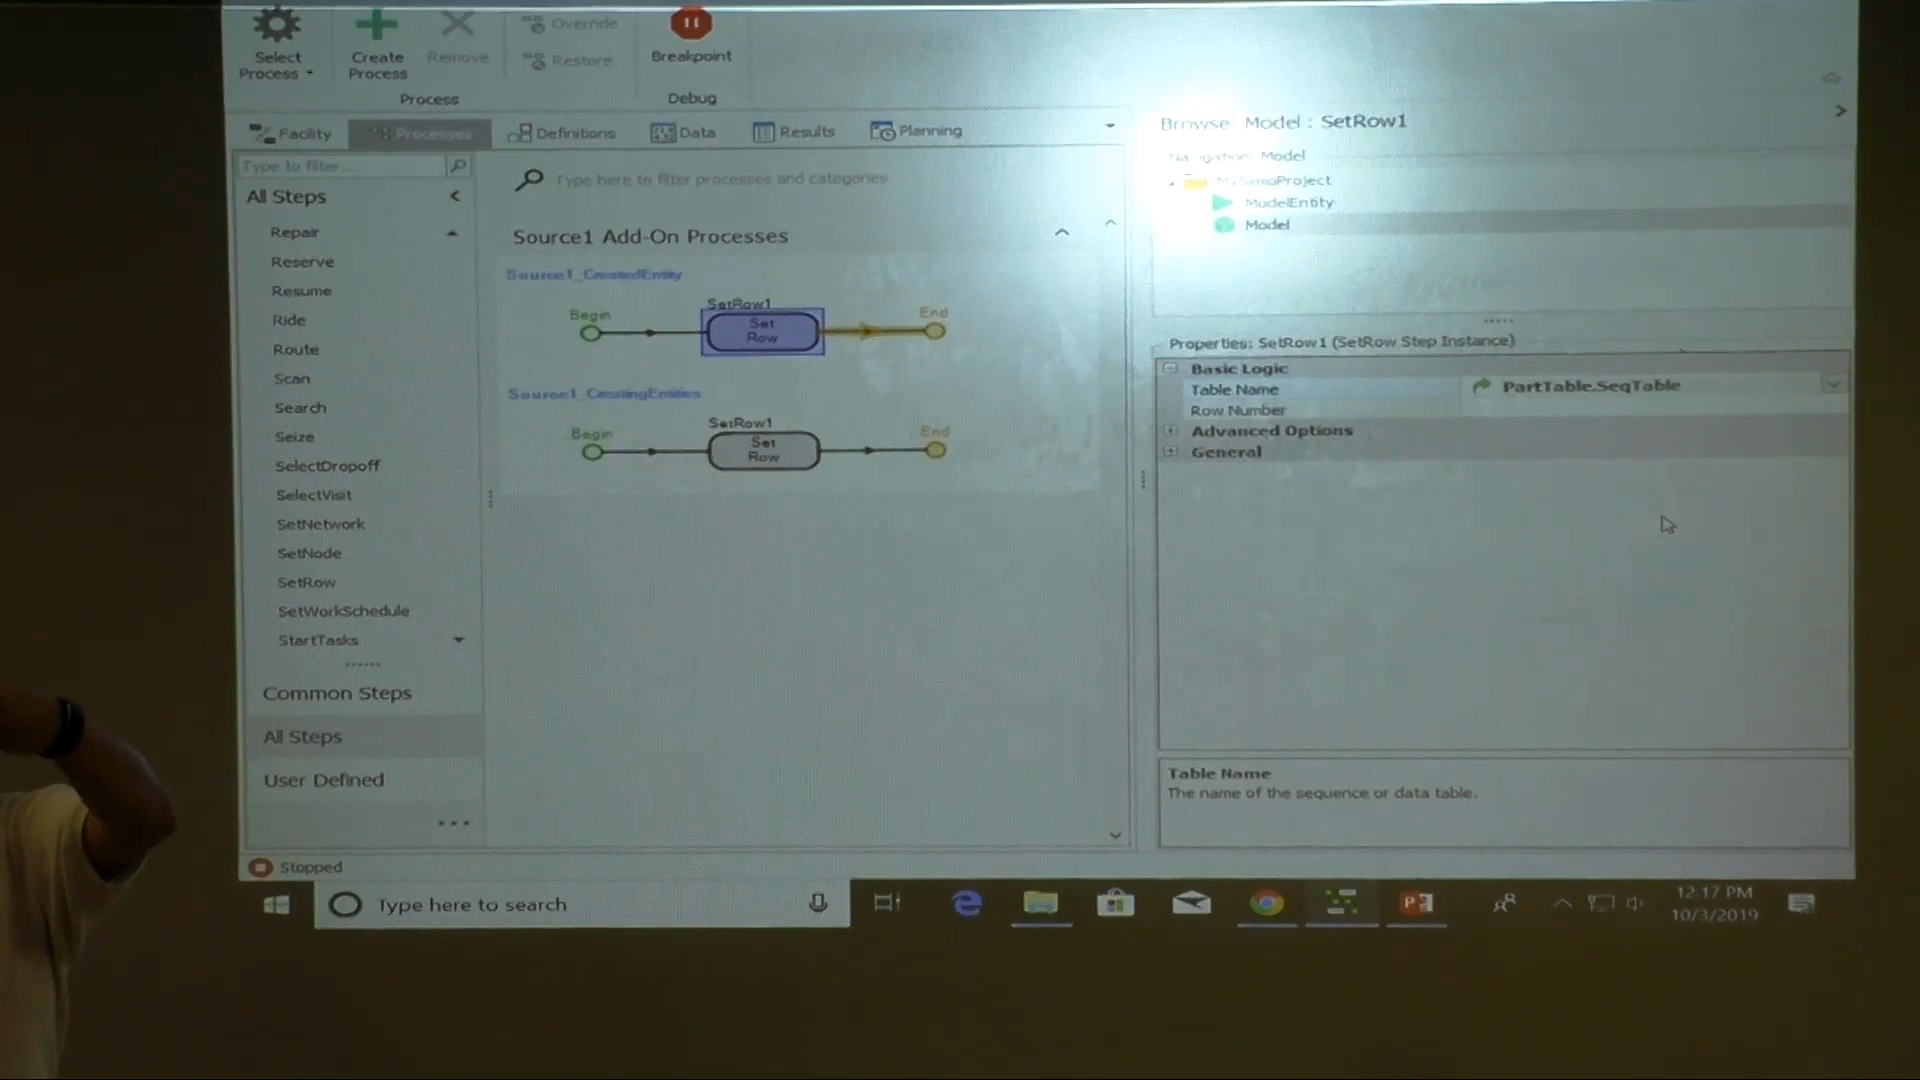 Select
Process
Create
Process
Remove
Override
Restore
Breakpoint
Process
Debug
Facility
Processes
Definitions
Data
Results
Planning
Type to filter...
Type here to filter processes and categories
All Steps
Repair
Reserve
Resume
Ride
Route
Scan
Search
Seize
SelectDropoff
SelectVisit
SetNetwork
SetNode
SetRow
SetWorkSchedule
StartTasks
Common Steps
All Steps
User Defined
Source1 Add-On Processes
Source1_CreatedEntity
Begin
SetRow1
Set
Row
End
Source1_CreatingEntities
Begin
SetRow1
Set
Row
End
Browse: Model : SetRow1
Navigation: Model
MySimioProject
ModelEntity
Model
Properties: SetRow1 (SetRow Step Instance)
Basic Logic
Table Name PartTable.SeqTable
Row Number
Advanced Options
General
Table Name
The name of the sequence or data table.
Stopped
Type here to search
12:17 PM
10/3/2019